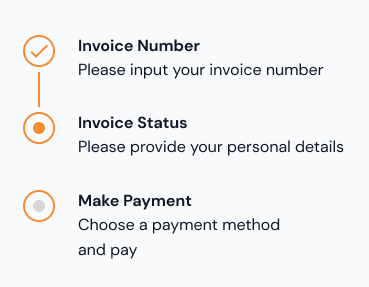 Invoice Number
Please input your invoice number
Invoice Status
Please provide your personal details
Make Payment
Choose a payment method
and pay